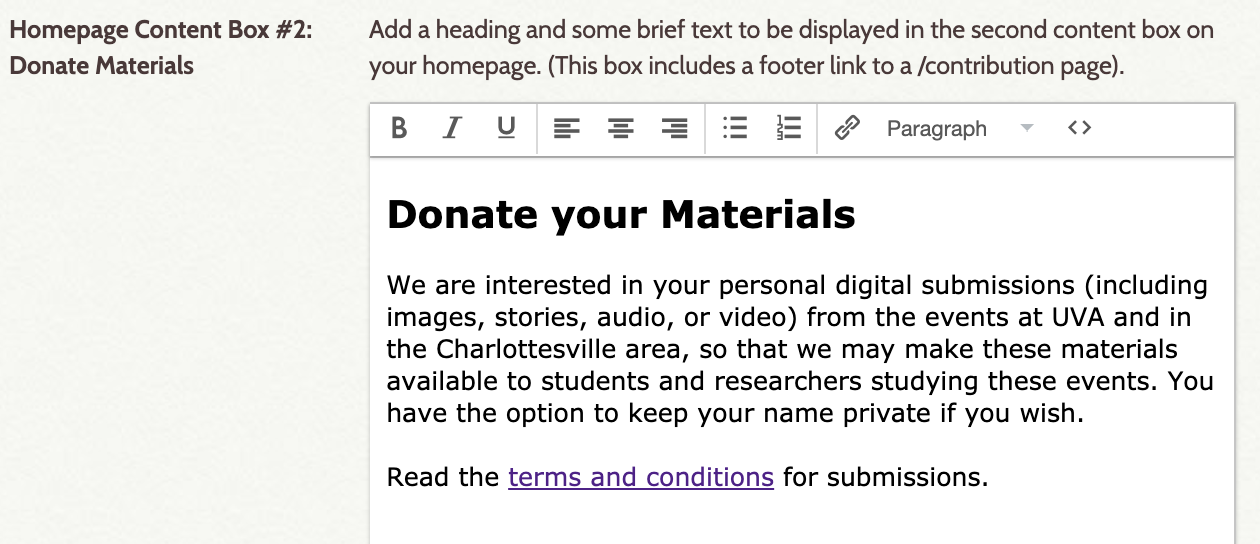 Homepage Content Box #2:
Donate Materials
Add a heading and some brief text to be displayed in the second content box on
your homepage. (This box includes a footer link to a /contribution page).
B I U Paragraph <>
Donate your Materials
We are interested in your personal digital submissions (including
images, stories, audio, or video) from the events at UVA and in
the Charlottesville area, so that we may make these materials
available to students and researchers studying these events. You
have the option to keep your name private if you wish.
Read the terms and conditions for submissions.